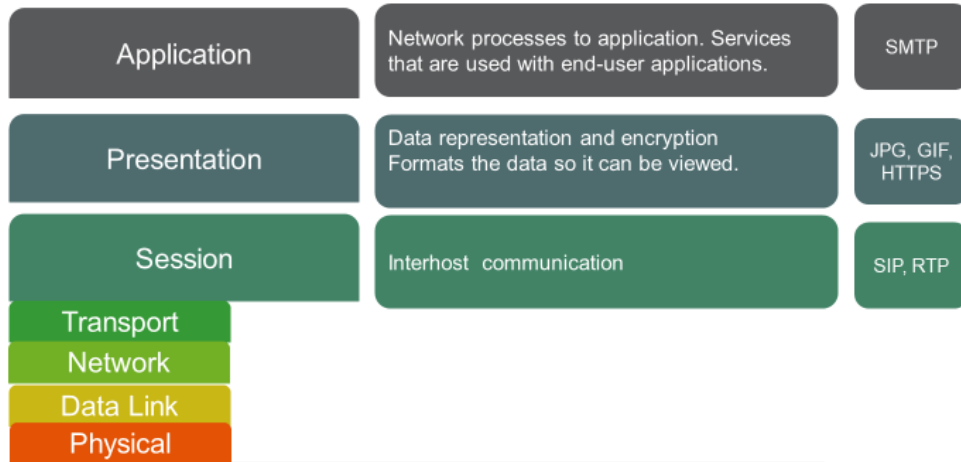 Application
Network processes to application. Services
that are used with end-user applications.
SMTP
Presentation
Data representation and encryption
Formats the data so it can be viewed.
JPG, GIF,
HTTPS
Session
Interhost communication
SIP, RTP
Transport
Network
Data Link
Physical